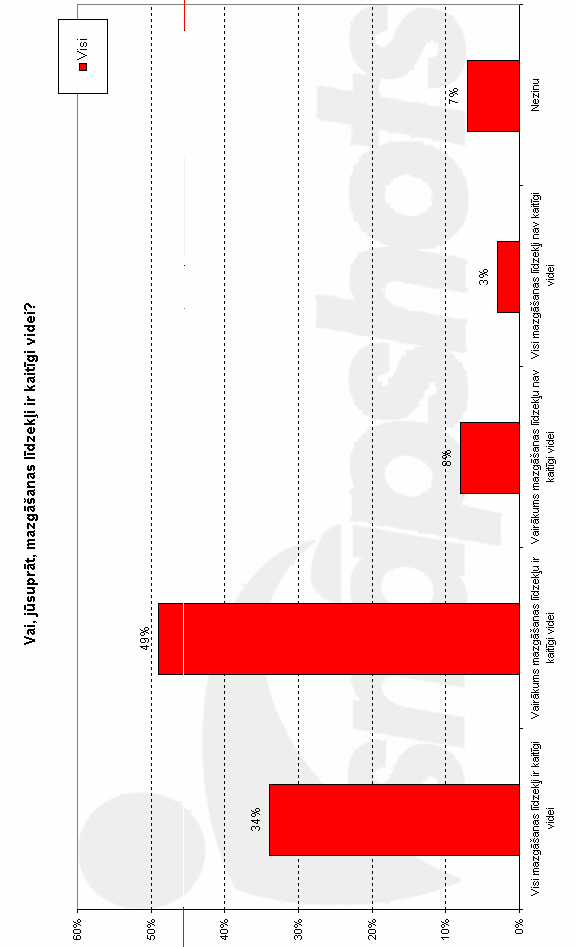 Vai, jūsuprāt, mazgāšanas līdzekļi ir kaitīgi videi?
Visi
60%
50%
40%
30%
20%
10%
0%
34%
49%
8%
3%
7%
Visi mazgāšanas līdzekļi ir kaitīgi
videi
Vairākums mazgāšanas līdzekļu ir
kaitīgi videi
Vairākums mazgāšanas līdzekļu nav
kaitīgi videi
Visi mazgāšanas līdzekļi nav kaitīgi
videi
Nezinu
snapshots